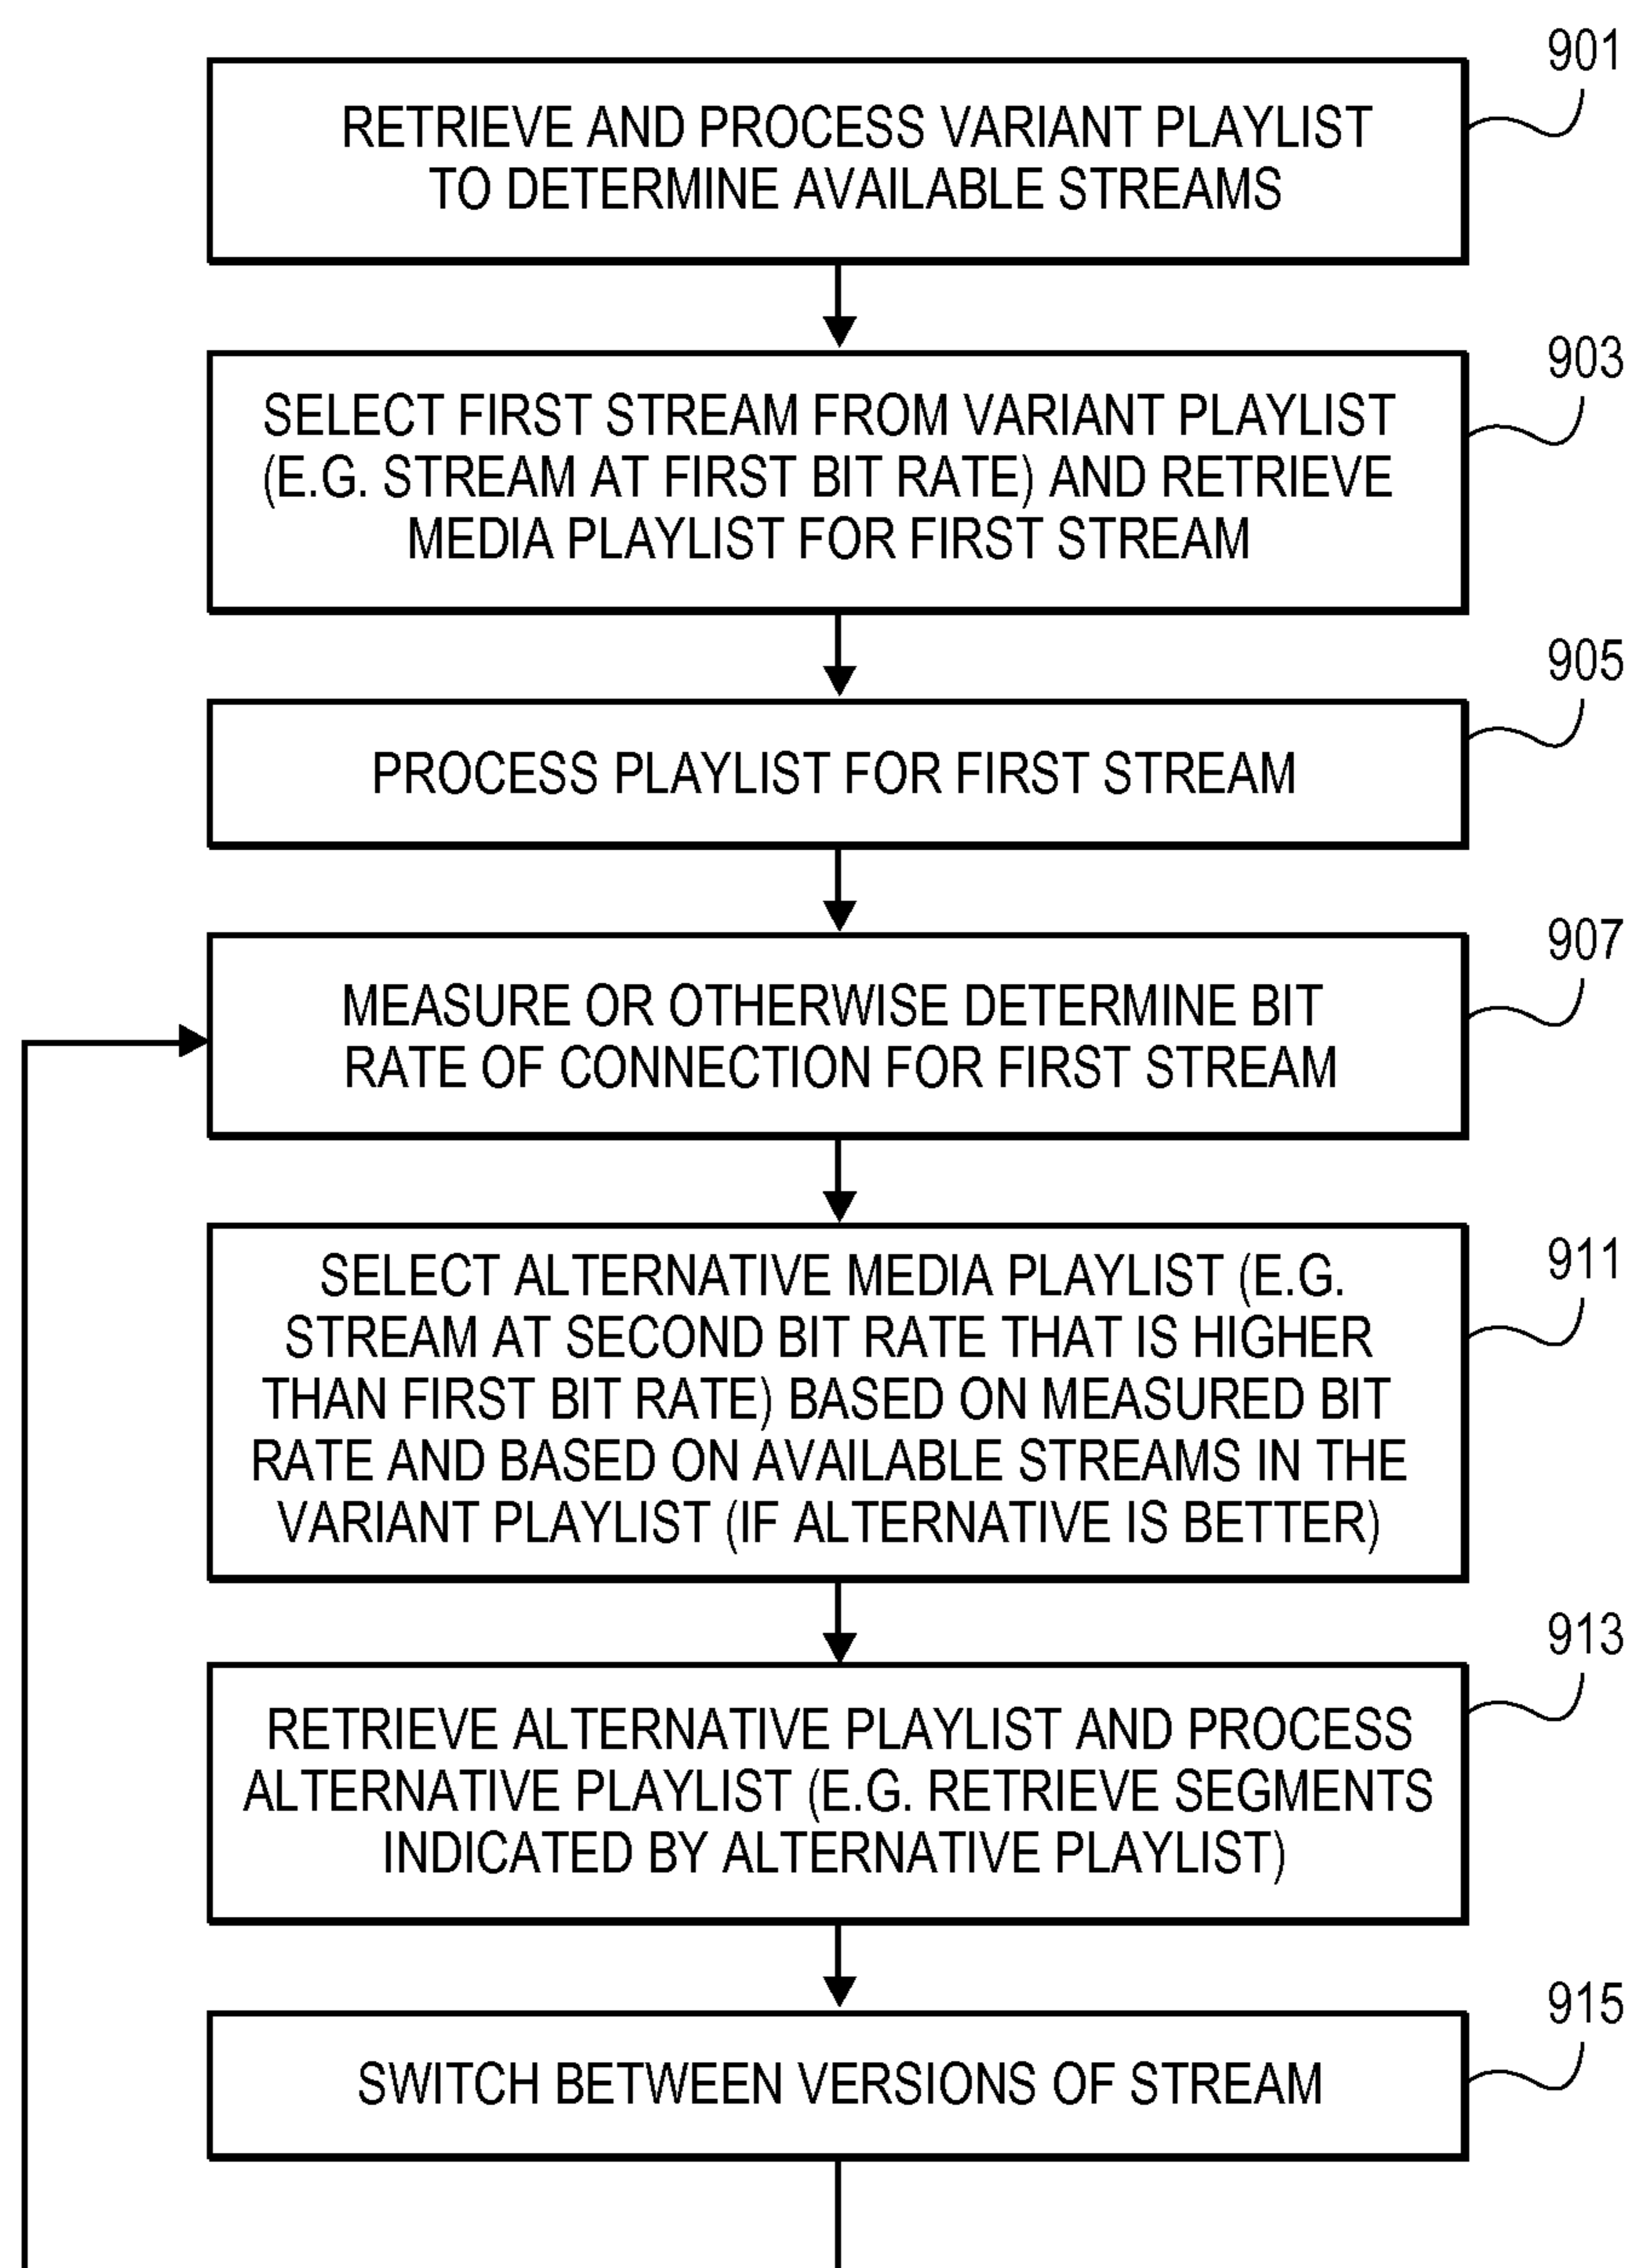 901
RETRIEVE AND PROCESS VARIANT PLAYLIST
TO DETERMINE AVAILABLE STREAMS
903
SELECT FIRST STREAM FROM VARIANT PLAYLIST
(E.G. STREAM AT FIRST BIT RATE) AND RETRIEVE
MEDIA PLAYLIST FOR FIRST STREAM
905
PROCESS PLAYLIST FOR FIRST STREAM
907
MEASURE OR OTHERWISE DETERMINE BIT
RATE OF CONNECTION FOR FIRST STREAM
911
SELECT ALTERNATIVE MEDIA PLAYLIST (E.G.
STREAM AT SECOND BIT RATE THAT IS HIGHER
THAN FIRST BIT RATE) BASED ON MEASURED BIT
RATE AND BASED ON AVAILABLE STREAMS IN THE
VARIANT PLAYLIST (IF ALTERNATIVE IS BETTER)
913
RETRIEVE ALTERNATIVE PLAYLIST AND PROCESS
ALTERNATIVE PLAYLIST (E.G. RETRIEVE SEGMENTS
INDICATED BY ALTERNATIVE PLAYLIST)
915
SWITCH BETWEEN VERSIONS OF STREAM